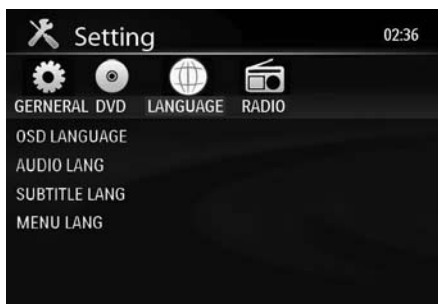 Setting 02:36
GERNERAL DVD LANGUAGE RADIO
OSD LANGUAGE
AUDIO LANG
SUBTITLE LANG
MENU LANG